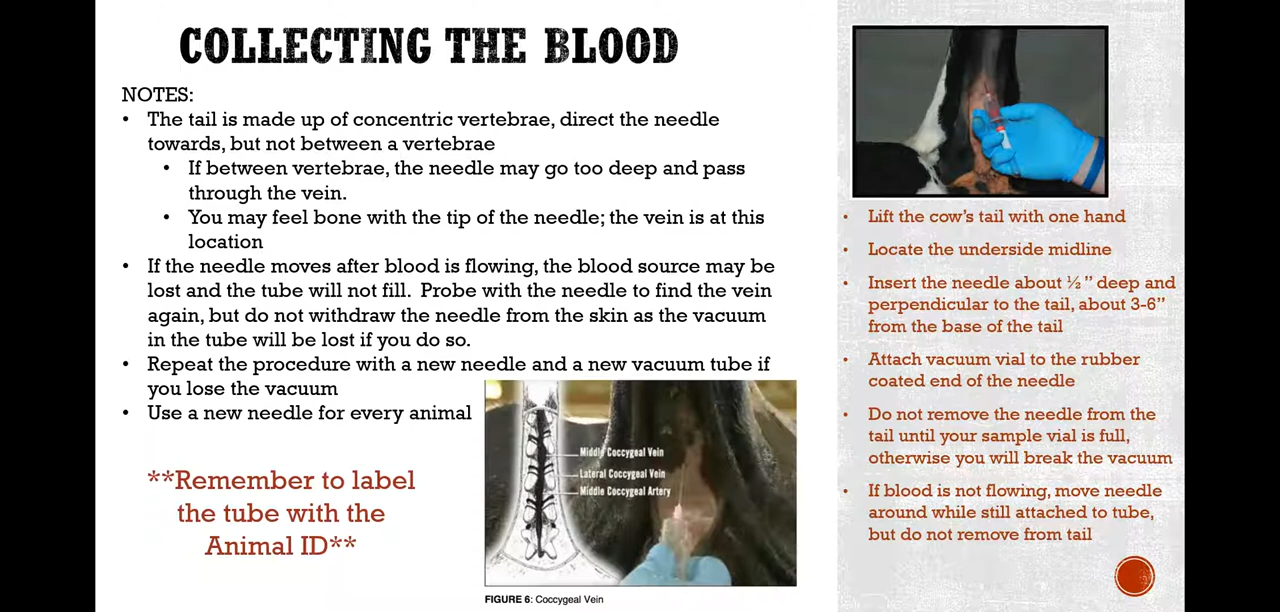 COLLECTING THE BLOOD
NOTES:
• The tail is made up of concentric vertebrae, direct the needle
towards, but not between a vertebrae
• If between vertebrae, the needle may go too deep and pass
through the vein.
• You may feel bone with the tip of the needle; the vein is at this
location
• If the needle moves after blood is flowing, the blood source may be
lost and the tube will not fill. Probe with the needle to find the vein
again, but do not withdraw the needle from the skin as the vacuum
in the tube will be lost if you do so.
• Repeat the procedure with a new needle and a new vacuum tube if
you lose the vacuum
• Use a new needle for every animal
**Remember to label
the tube with the
Animal ID**
Middle Coccygeal Vein
Lateral Coccygeal Vein
Middle Coccygeal Artery
FIGURE 6: Coccygeal Vein
• Lift the cow's tail with one hand
• Locate the underside midline
• Insert the needle about ½" deep and
perpendicular to the tail, about 3-6"
from the base of the tail
• Attach vacuum vial to the rubber
coated end of the needle
• Do not remove the needle from the
tail until your sample vial is full,
otherwise you will break the vacuum
• If blood is not flowing, move needle
around while still attached to tube,
but do not remove from tail